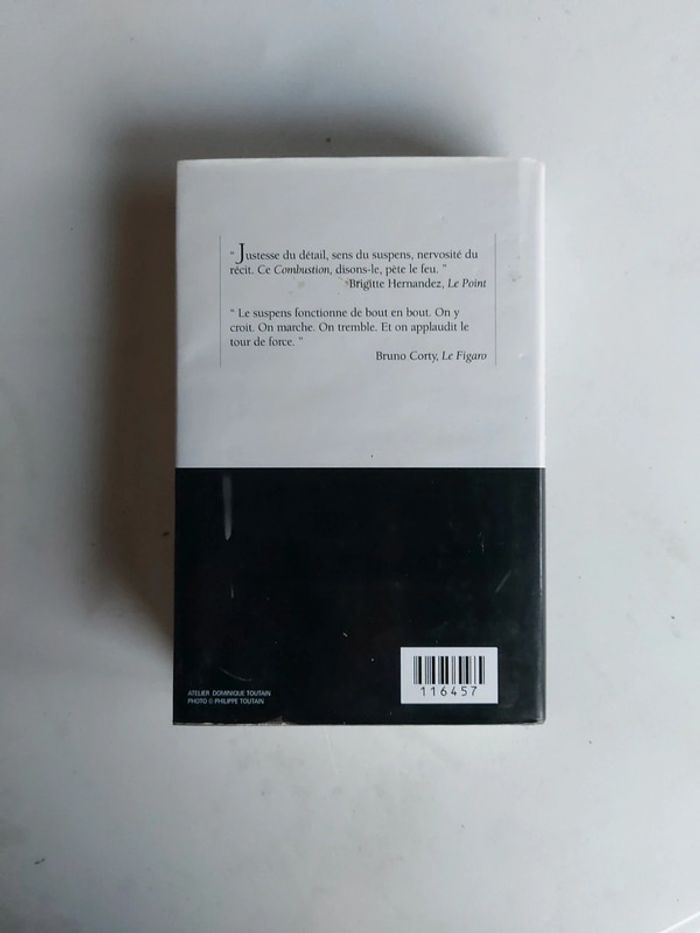 “ Justesse du détail, sens du suspens, nervosité du
récit. Ce Combustion, disons-le, pète le feu. ”
Brigitte Hernandez, Le Point
“ Le suspens fonctionne de bout en bout. On y
croit. On marche. On tremble. Et on applaudit le
tour de force. ”
Bruno Corty, Le Figaro
ATELIER DOMINIQUE TOUTAIN
PHOTO © PHILIPPE TOUTAIN
116457